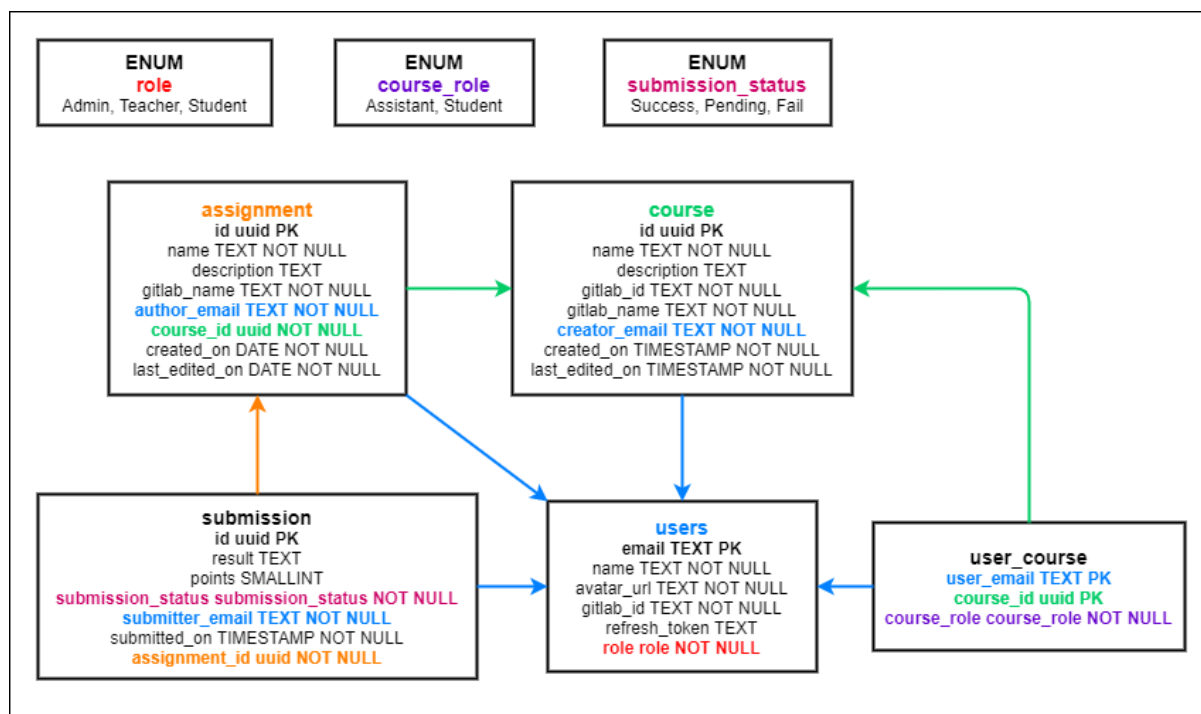 ENUM
role
Admin, Teacher, Student
ENUM
course_role
Assistant, Student
ENUM
submission_status
Success, Pending, Fail
assignment
id uuid PK
name TEXT NOT NULL
description TEXT
gitlab_name TEXT NOT NULL
author_email TEXT NOT NULL
course_id uuid NOT NULL
created_on DATE NOT NULL
last_edited_on DATE NOT NULL
course
id uuid PK
name TEXT NOT NULL
description TEXT
gitlab_id TEXT NOT NULL
gitlab_name TEXT NOT NULL
creator_email TEXT NOT NULL
created_on TIMESTAMP NOT NULL
last_edited_on TIMESTAMP NOT NULL
submission
id uuid PK
result TEXT
points SMALLINT
submission_status submission_status NOT NULL
submitter_email TEXT NOT NULL
submitted_on TIMESTAMP NOT NULL
assignment_id uuid NOT NULL
users
email TEXT PK
name TEXT NOT NULL
avatar_url TEXT NOT NULL
gitlab_id TEXT NOT NULL
refresh_token TEXT
role role NOT NULL
user_course
user_email TEXT PK
course_id uuid PK
course_role course_role NOT NULL